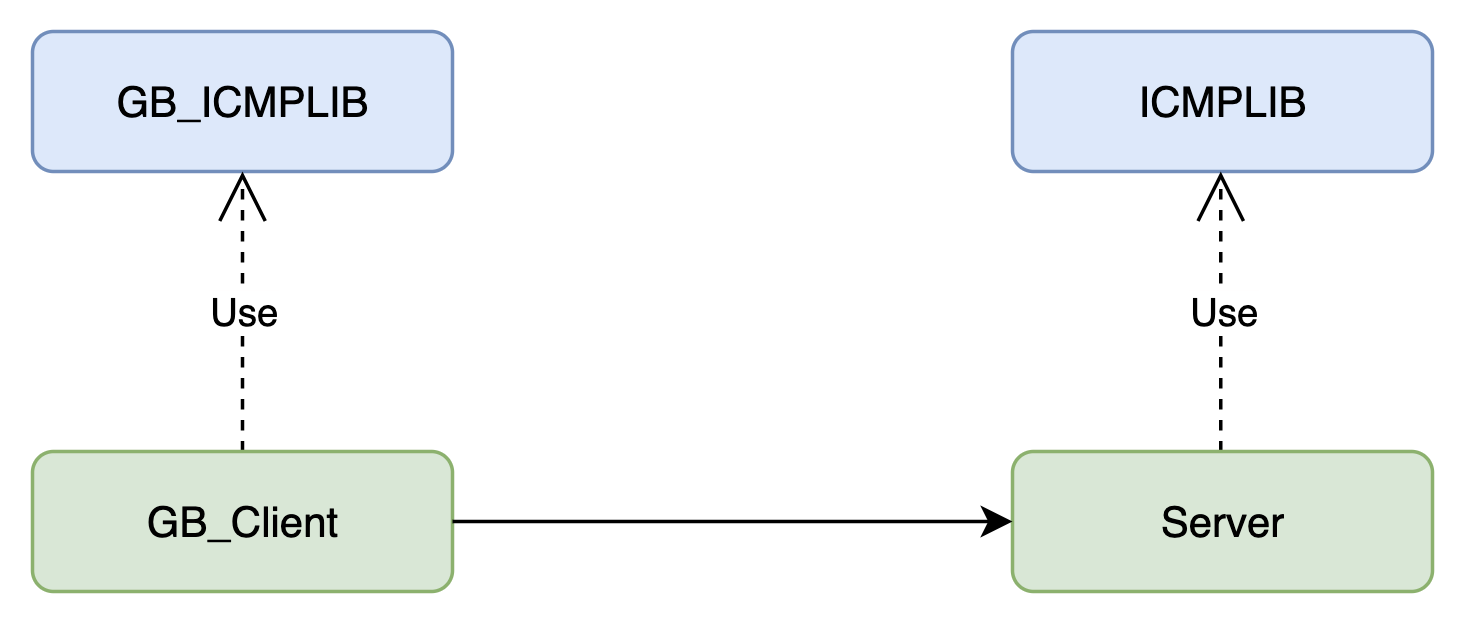 GB_ICMPLIB
ICMPLIB
Use
Use
GB_Client
Server